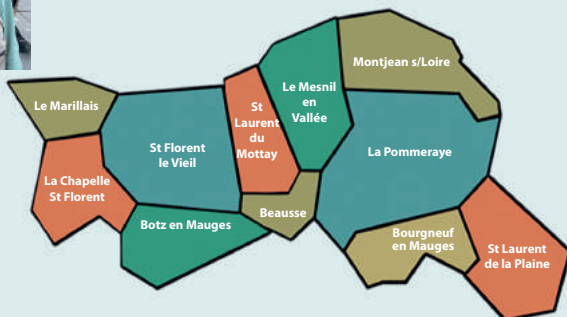 Montjean s/Loire
Le Mesnil
en
Vallée
Le Marillais
St
Laurent
du
Mottay
St Florent
le Vieil
La Pommeraye
La Chapelle
St Florent
Beausse
Botz en Mauges
Bourgneuf
en Mauges
St Laurent
de la Plaine